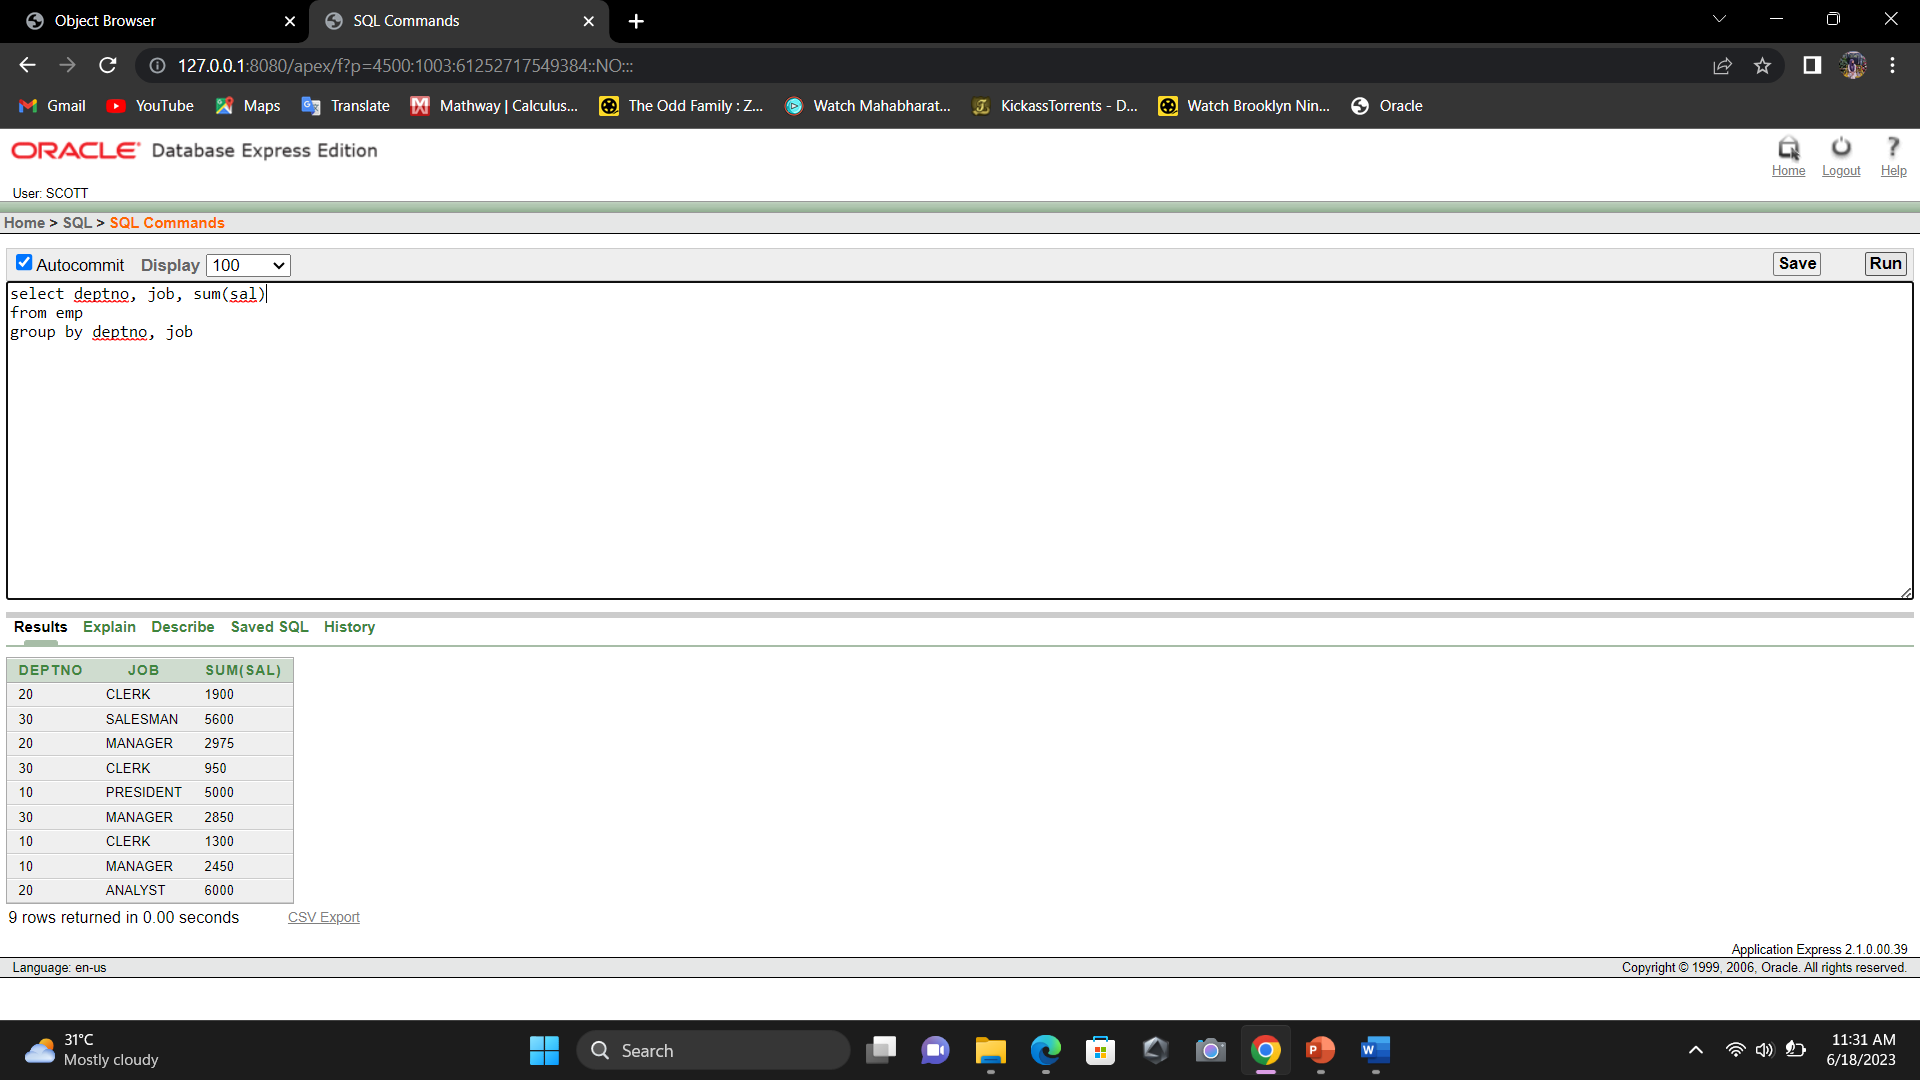 Object Browser
SQL Commands
127.0.0.1:8080/apex/f?p=4500:1003:61252717549384::NO:::
Gmail YouTube Maps Translate Mathway | Calculus... The Odd Family : Z... Watch Mahabharat... KickassTorrents - D... Watch Brooklyn Nin... Oracle
ORACLE Database Express Edition
Home Logout Help
User: SCOTT
Home > SQL > SQL Commands
Autocommit Display 100 Save Run
select deptno, job, sum(sal)
from emp
group by deptno, job
Results Explain Describe Saved SQL History
DEPTNO JOB SUM(SAL)
20 CLERK 1900
30 SALESMAN 5600
20 MANAGER 2975
30 CLERK 950
10 PRESIDENT 5000
30 MANAGER 2850
10 CLERK 1300
10 MANAGER 2450
20 ANALYST 6000
9 rows returned in 0.00 seconds CSV Export
Application Express 2.1.0.00.39
Language: en-us Copyright © 1999, 2006, Oracle. All rights reserved.
31°C
Mostly cloudy
Search
11:31 AM
6/18/2023